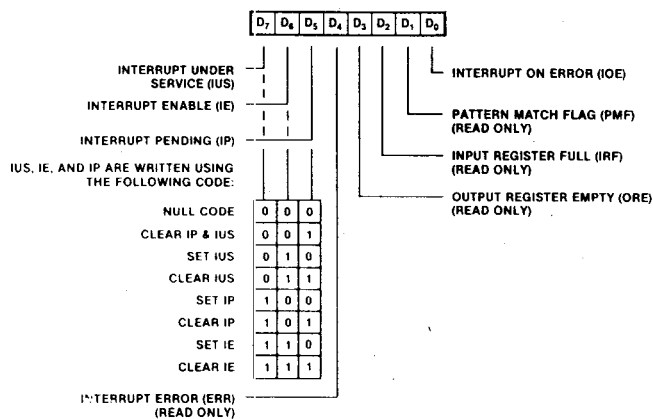 D7 D6 D5 D4 D3 D2 D1 D0
INTERRUPT UNDER
SERVICE (IUS)
INTERRUPT ENABLE (IE)
INTERRUPT PENDING (IP)
IUS, IE, AND IP ARE WRITTEN USING
THE FOLLOWING CODE:
NULL CODE 0 0 0
CLEAR IP & IUS 0 0 1
SET IUS 0 1 0
CLEAR IUS 0 1 1
SET IP 1 0 0
CLEAR IP 1 0 1
SET IE 1 1 0
CLEAR IE 1 1 1
INTERRUPT ERROR (ERR)
(READ ONLY)
INTERRUPT ON ERROR (IOE)
PATTERN MATCH FLAG (PMF)
(READ ONLY)
INPUT REGISTER FULL (IRF)
(READ ONLY)
OUTPUT REGISTER EMPTY (ORE)
(READ ONLY)